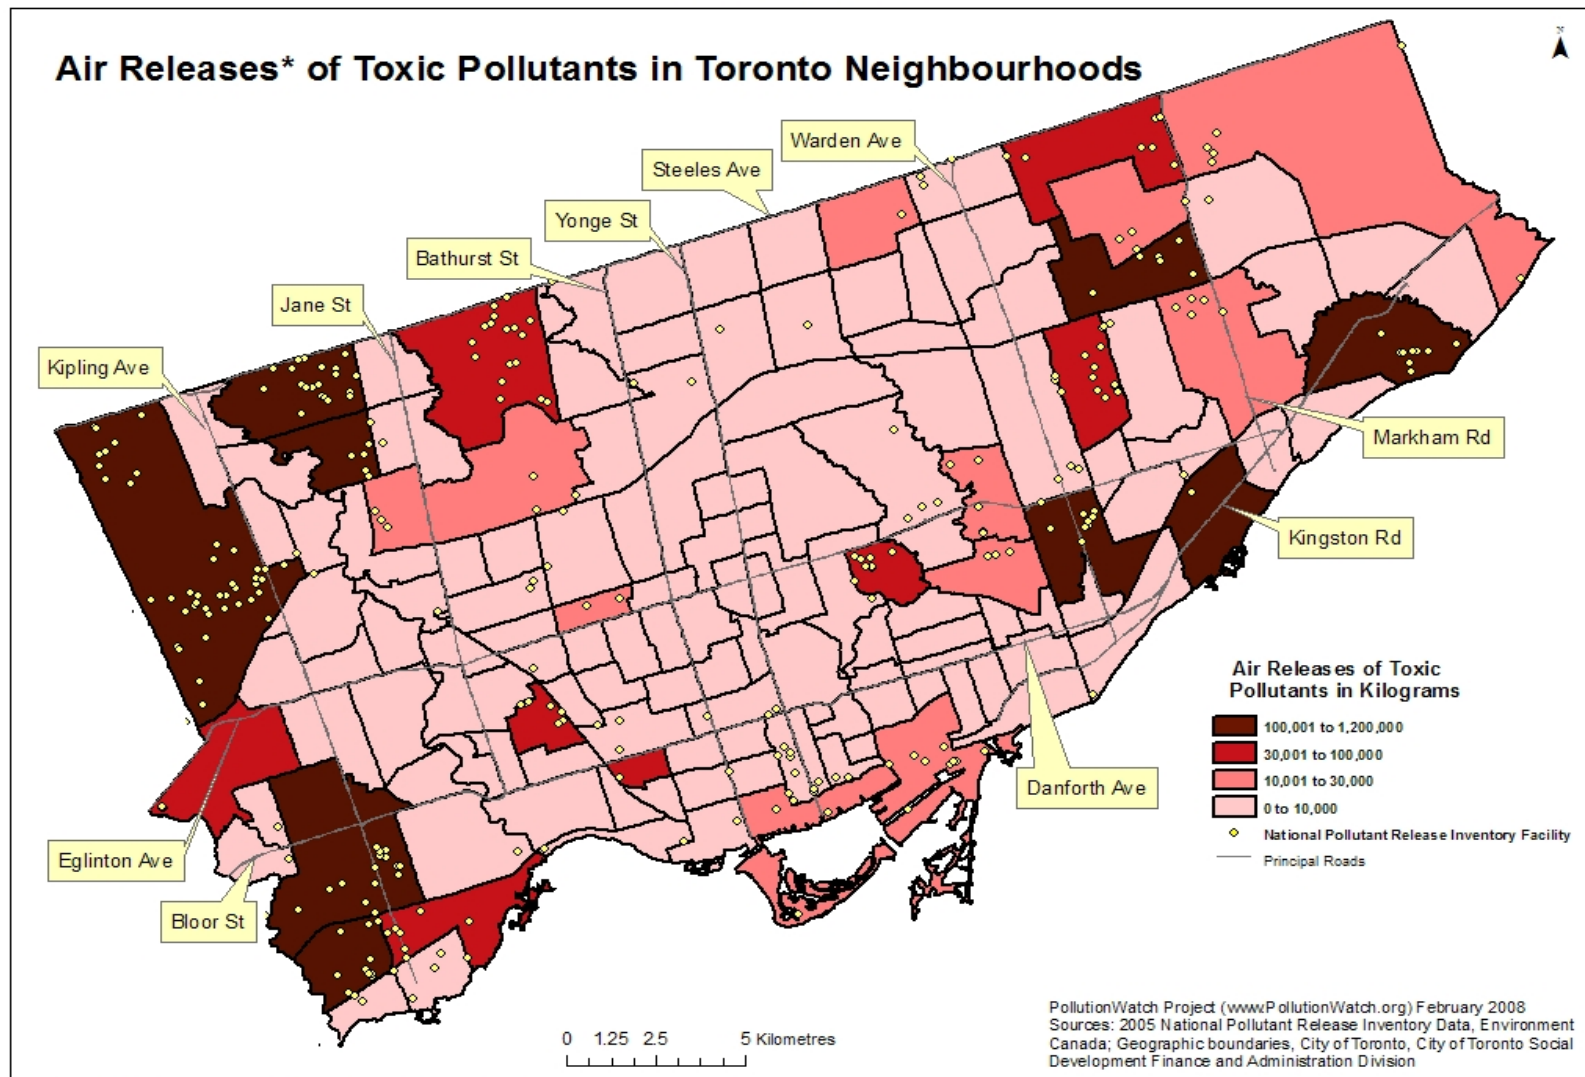 Air Releases* of Toxic Pollutants in Toronto Neighbourhoods
N
Warden Ave
Steeles Ave
Yonge St
Bathurst St
Jane St
Kipling Ave
Markham Rd
Kingston Rd
Danforth Ave
Eglinton Ave
Bloor St
Air Releases of Toxic
Pollutants in Kilograms
100,001 to 1,200,000
30,001 to 100,000
10,001 to 30,000
0 to 10,000
National Pollutant Release Inventory Facility
Principal Roads
0 1.25 2.5 5 Kilometres
PollutionWatch Project (www.PollutionWatch.org) February 2008
Sources: 2005 National Pollutant Release Inventory Data, Environment
Canada; Geographic boundaries, City of Toronto, City of Toronto Social
Development Finance and Administration Division